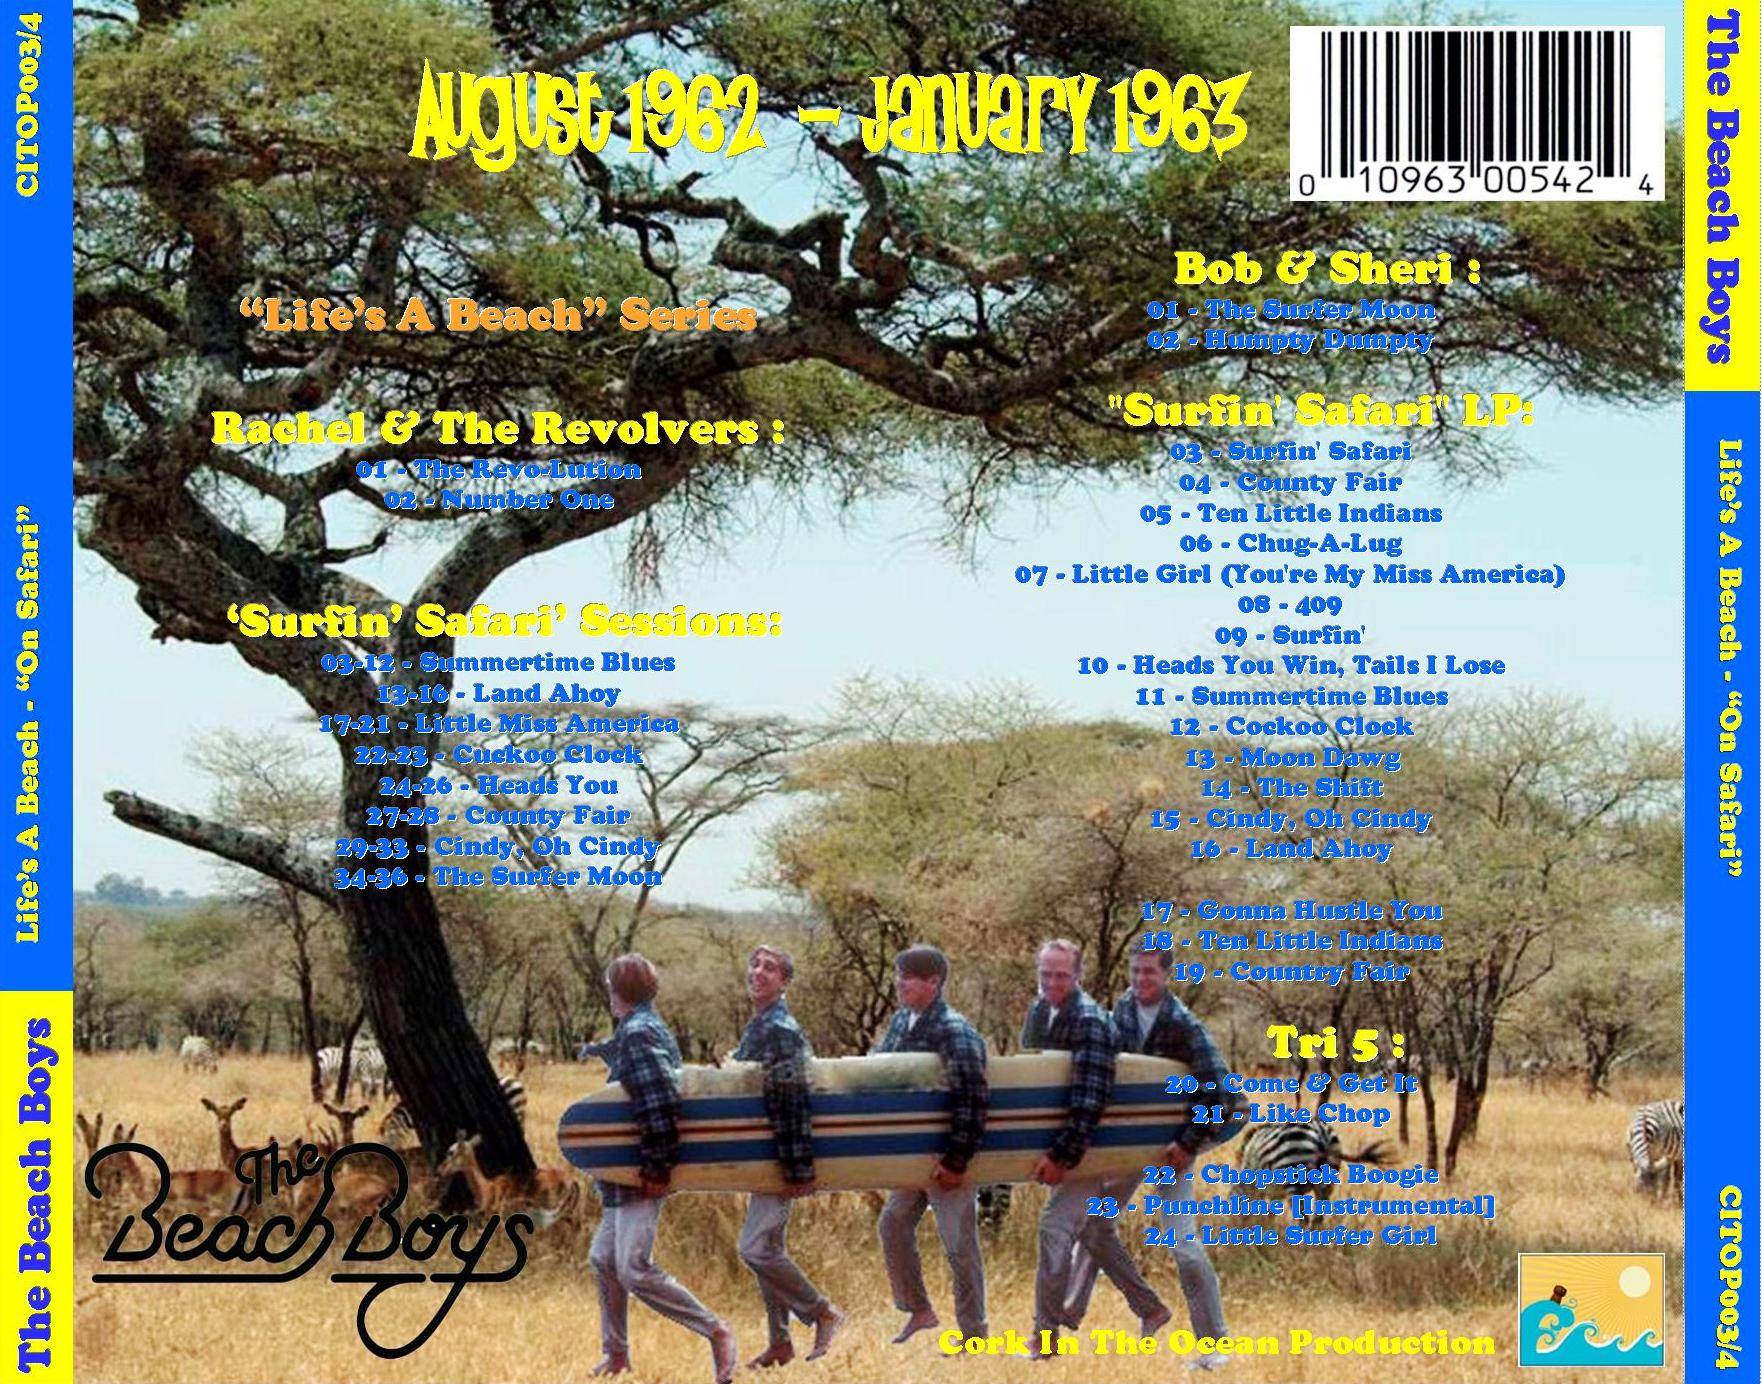 CITOP003/4
Life's A Beach - “On Safari”
The Beach Boys
August 1962 - January 1963
0 10963 00542 4
“Life's A Beach” Series
Rachel & The Revolvers :
01 - The Revo-Lution
02 - Number One
‘Surfin’ Safari’ Sessions:
03-12 - Summertime Blues
13-16 - Land Ahoy
17-21 - Little Miss America
22-23 - Cuckoo Clock
24-26 - Heads You
27-28 - County Fair
29-33 - Cindy, Oh Cindy
34-36 - The Surfer Moon
The Beach Boys
Bob & Sheri :
01 - The Surfer Moon
02 - Humpty Dumpty
"Surfin' Safari" LP:
03 - Surfin' Safari
04 - County Fair
05 - Ten Little Indians
06 - Chug-A-Lug
07 - Little Girl (You're My Miss America)
08 - 409
09 - Surfin'
10 - Heads You Win, Tails I Lose
11 - Summertime Blues
12 - Cockoo Clock
13 - Moon Dawg
14 - The Shift
15 - Cindy, Oh Cindy
16 - Land Ahoy
17 - Gonna Hustle You
18 - Ten Little Indians
19 - Country Fair
Tri 5 :
20 - Come & Get It
21 - Like Chop
22 - Chopstick Boogie
23 - Punchline [Instrumental]
24 - Little Surfer Girl
Cork In The Ocean Production
The Beach Boys
Life's A Beach - “On Safari”
CITOP003/4